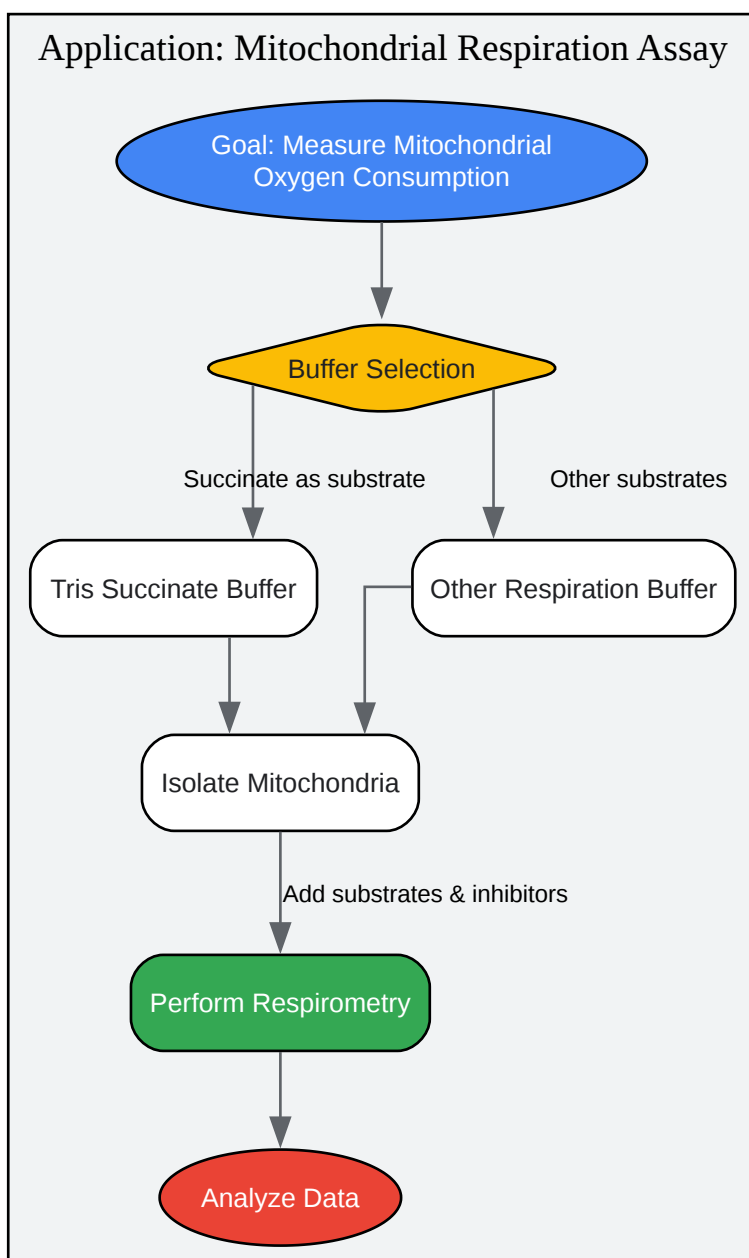 Application: Mitochondrial Respiration Assay
Goal: Measure Mitochondrial
Oxygen Consumption
Buffer Selection
Succinate as substrate
Other substrates
Tris Succinate Buffer
Other Respiration Buffer
Isolate Mitochondria
Add substrates & inhibitors
Perform Respirometry
Analyze Data